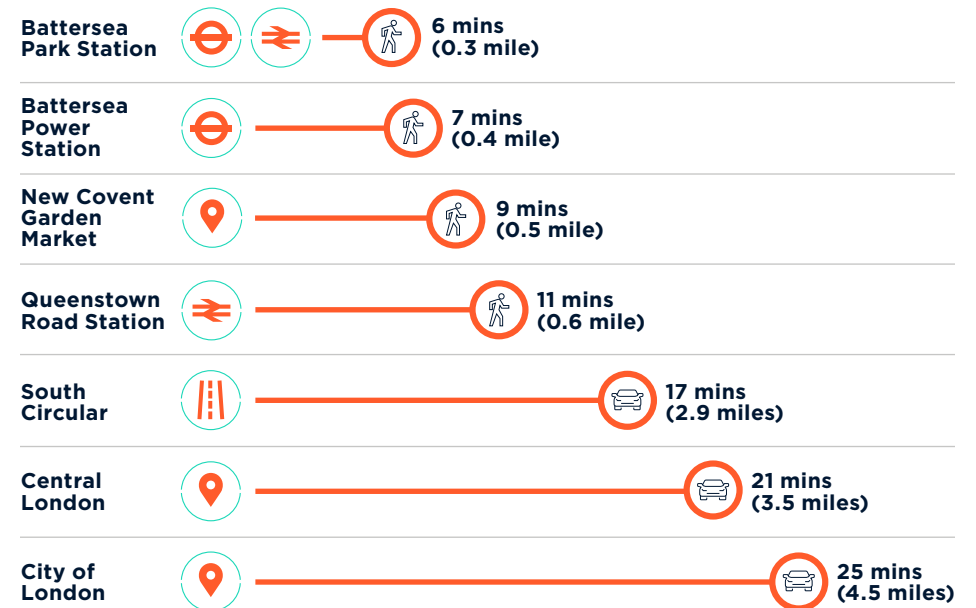 Battersea
Park Station
6 mins
(0.3 mile)
Battersea
Power
Station
7 mins
(0.4 mile)
New Covent
Garden
Market
9 mins
(0.5 mile)
Queenstown
Road Station
11 mins
(0.6 mile)
South
Circular
17 mins
(2.9 miles)
Central
London
21 mins
(3.5 miles)
City of
London
25 mins
(4.5 miles)